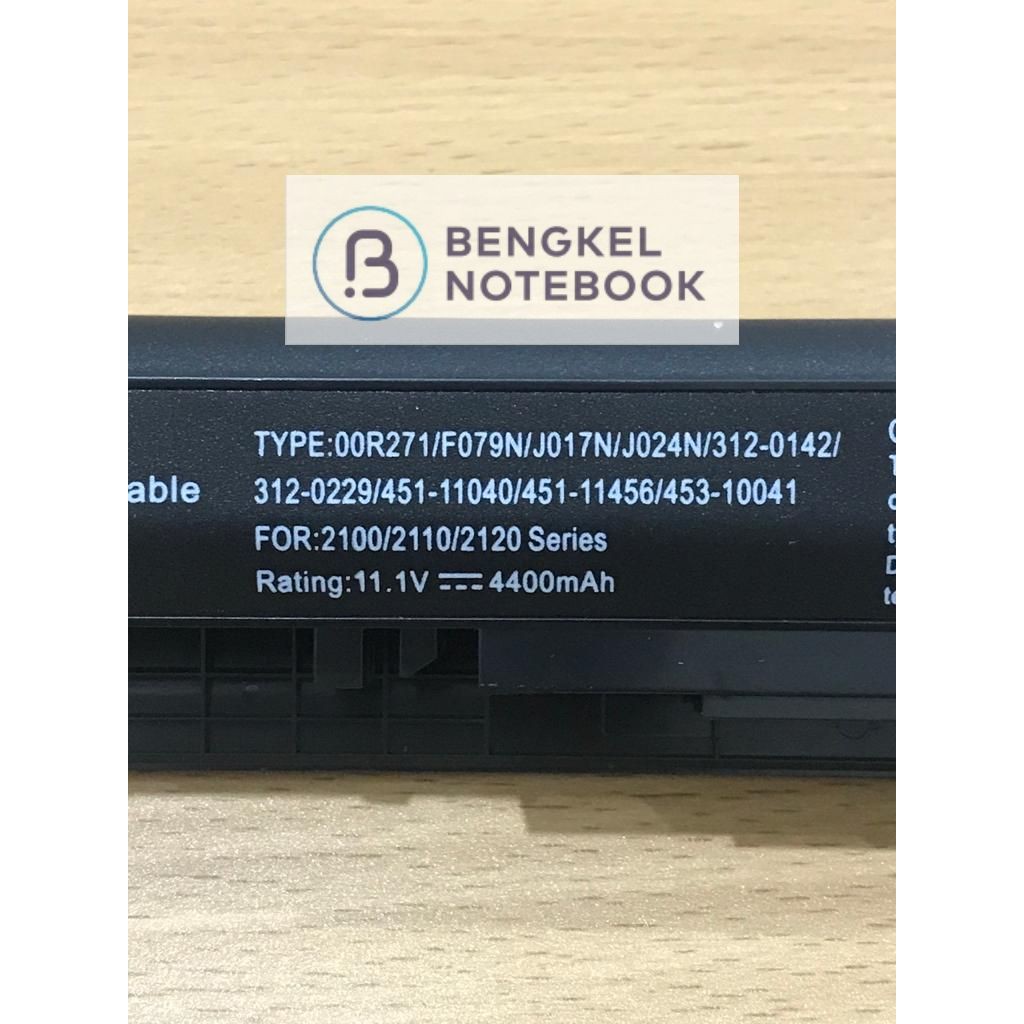 BENGKEL
NOTEBOOK
TYPE:00R271/F079N/J017N/J024N/312-0142/
312-0229/451-11040/451-11456/453-10041
FOR:2100/2110/2120 Series
Rating:11.1V ⎓ 4400mAh
able